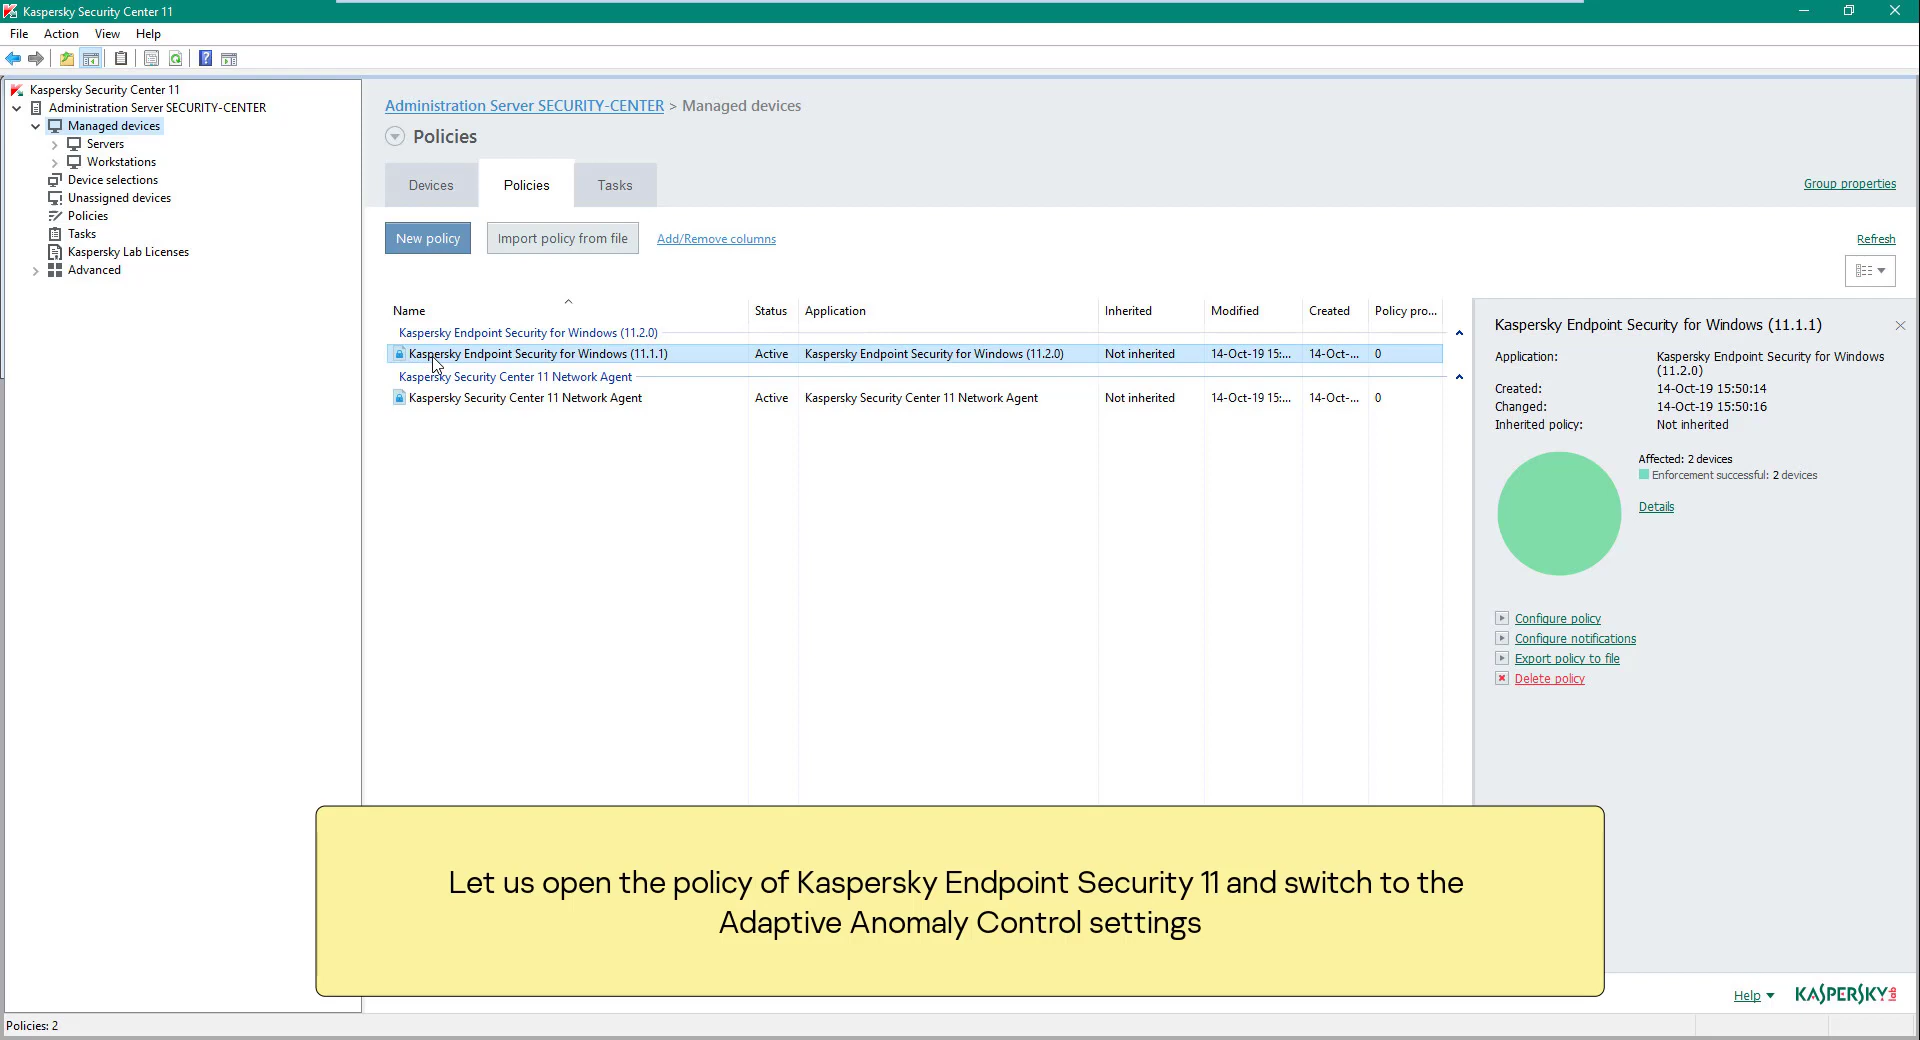 Kaspersky Security Center 11
File Action View Help
Kaspersky Security Center 11
Administration Server SECURITY-CENTER
Managed devices
Servers
Workstations
Device selections
Unassigned devices
Policies
Tasks
Kaspersky Lab Licenses
Advanced
Administration Server SECURITY-CENTER > Managed devices
Policies
Devices Policies Tasks
Group properties
New policy Import policy from file Add/Remove columns
Refresh
Name Status Application Inherited Modified Created Policy pro...
Kaspersky Endpoint Security for Windows (11.2.0)
Kaspersky Endpoint Security for Windows (11.1.1) Active Kaspersky Endpoint Security for Windows (11.2.0) Not inherited 14-Oct-19 15:... 14-Oct-... 0
Kaspersky Security Center 11 Network Agent
Kaspersky Security Center 11 Network Agent Active Kaspersky Security Center 11 Network Agent Not inherited 14-Oct-19 15:... 14-Oct-... 0
Kaspersky Endpoint Security for Windows (11.1.1)
Application: Kaspersky Endpoint Security for Windows
(11.2.0)
Created: 14-Oct-19 15:50:14
Changed: 14-Oct-19 15:50:16
Inherited policy: Not inherited
Affected: 2 devices
Enforcement successful: 2 devices
Details
Configure policy
Configure notifications
Export policy to file
Delete policy
Let us open the policy of Kaspersky Endpoint Security 11 and switch to the
Adaptive Anomaly Control settings
Help KASPERSKY lab
Policies: 2